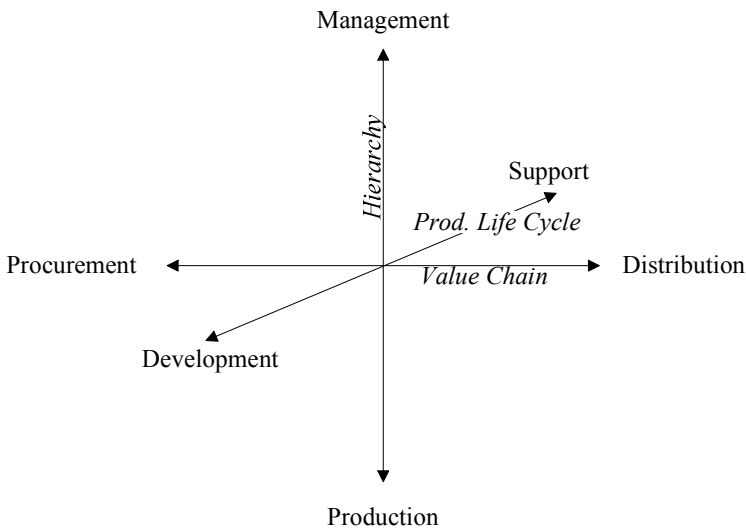 Management
Hierarchy
Support
Prod. Life Cycle
Procurement
Value Chain
Distribution
Development
Production